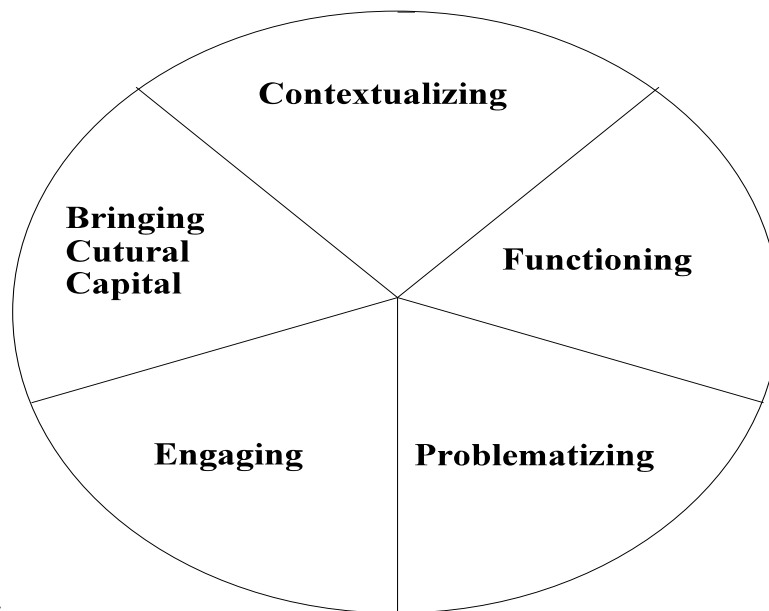 Contextualizing
Bringing
Cutural
Capital
Functioning
Engaging
Problematizing